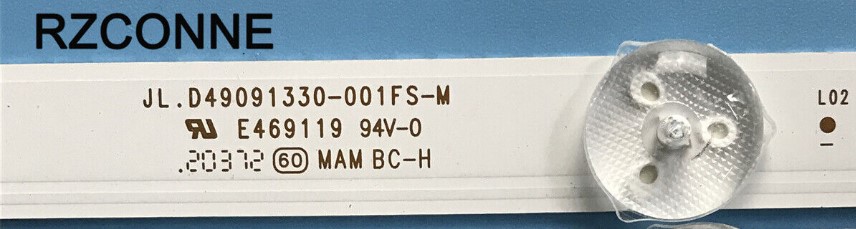 RZCONNE
JL.D49091330-001FS-M
E469119 94V-0
.20372 60 MAM BC-H
L02